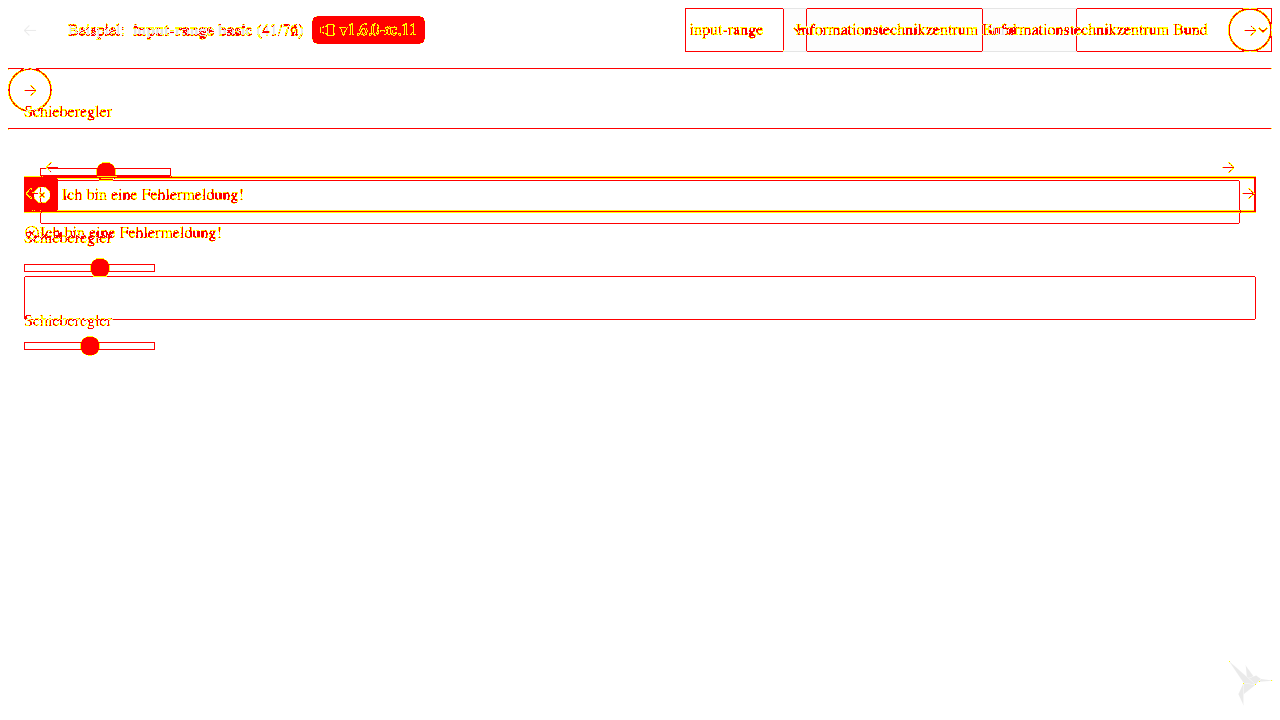 Beispiel: input-range basic (41/76) v1.6.0-rc.11 input-range Informationstechnikzentrum Bund Informationstechnikzentrum Bund
Schieberegler
Ich bin eine Fehlermeldung!
Ich bin eine Fehlermeldung!
Schieberegler
Schieberegler